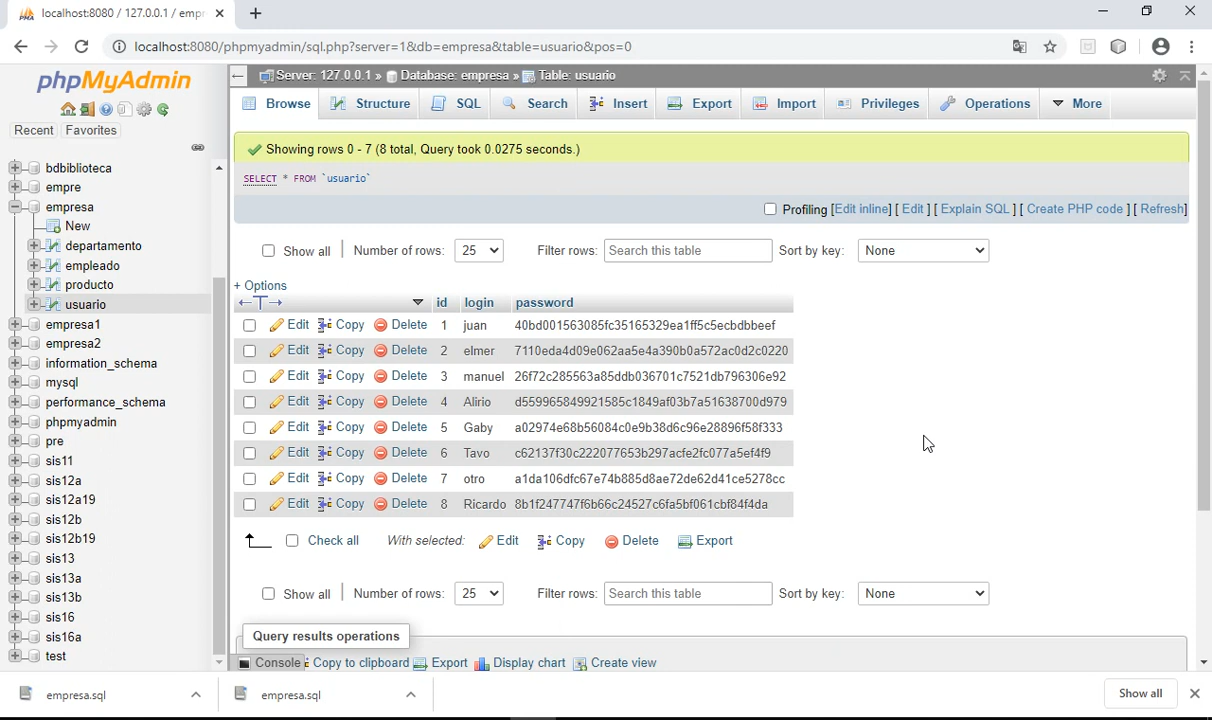 localhost:8080 / 127.0.0.1 / empr
localhost:8080/phpmyadmin/sql.php?server=1&db=empresa&table=usuario&pos=0
phpMyAdmin
Recent Favorites
bdbiblioteca
empre
empresa
New
departamento
empleado
producto
usuario
empresa1
empresa2
information_schema
mysql
performance_schema
phpmyadmin
pre
sis11
sis12a
sis12a19
sis12b
sis12b19
sis13
sis13a
sis13b
sis16
sis16a
test
Server: 127.0.0.1 » Database: empresa » Table: usuario
Browse Structure SQL Search Insert Export Import Privileges Operations More
Showing rows 0 - 7 (8 total, Query took 0.0275 seconds.)
SELECT * FROM `usuario`
Profiling [Edit inline] [ Edit ] [ Explain SQL ] [ Create PHP code ] [ Refresh]
Show all Number of rows: 25 Filter rows: Search this table Sort by key: None
+ Options
←T→ id login password
Edit Copy Delete 1 juan 40bd001563085fc35165329ea1ff5c5ecbdbbeef
Edit Copy Delete 2 elmer 7110eda4d09e062aa5e4a390b0a572ac0d2c0220
Edit Copy Delete 3 manuel 26f72c285563a85ddb036701c7521db796306e92
Edit Copy Delete 4 Alirio d559965849921585c1849af03b7a51638700d979
Edit Copy Delete 5 Gaby a02974e68b56084c0e9b38d6c96e28896f58f333
Edit Copy Delete 6 Tavo c62137f30c222077653b297acfe2fc077a5ef4f9
Edit Copy Delete 7 otro a1da106dfc67e74b885d8ae72de62d41ce5278cc
Edit Copy Delete 8 Ricardo 8b1f247747f6b66c24527c6fa5bf061cbf84f4da
Check all With selected: Edit Copy Delete Export
Show all Number of rows: 25 Filter rows: Search this table Sort by key: None
Query results operations
Console Copy to clipboard Export Display chart Create view
empresa.sql empresa.sql Show all